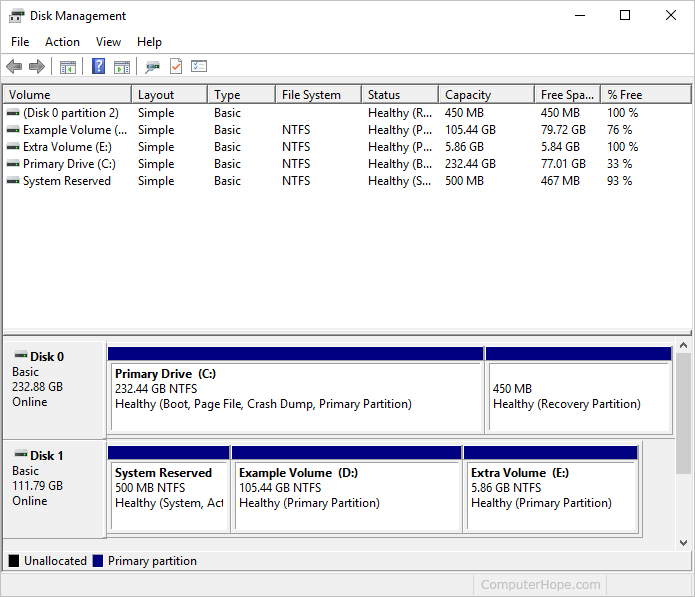 Disk Management
File Action View Help
Volume Layout Type File System Status Capacity Free Spa... % Free
(Disk 0 partition 2) Simple Basic Healthy (R... 450 MB 450 MB 100 %
Example Volume (... Simple Basic NTFS Healthy (P... 105.44 GB 79.72 GB 76 %
Extra Volume (E:) Simple Basic NTFS Healthy (P... 5.86 GB 5.84 GB 100 %
Primary Drive (C:) Simple Basic NTFS Healthy (B... 232.44 GB 77.01 GB 33 %
System Reserved Simple Basic NTFS Healthy (S... 500 MB 467 MB 93 %
Disk 0
Basic
232.88 GB
Online
Primary Drive (C:)
232.44 GB NTFS
Healthy (Boot, Page File, Crash Dump, Primary Partition)
450 MB
Healthy (Recovery Partition)
Disk 1
Basic
111.79 GB
Online
System Reserved
500 MB NTFS
Healthy (System, Act
Example Volume (D:)
105.44 GB NTFS
Healthy (Primary Partition)
Extra Volume (E:)
5.86 GB NTFS
Healthy (Primary Partition)
Unallocated Primary partition
ComputerHope.com